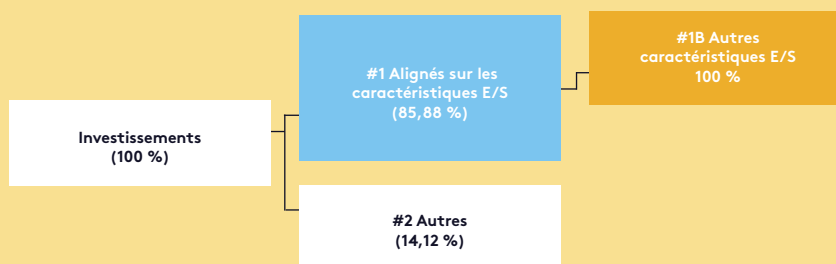 Investissements
(100 %)
#1 Alignés sur les
caractéristiques E/S
(85,88 %)
#1B Autres
caractéristiques E/S
100 %
#2 Autres
(14,12 %)